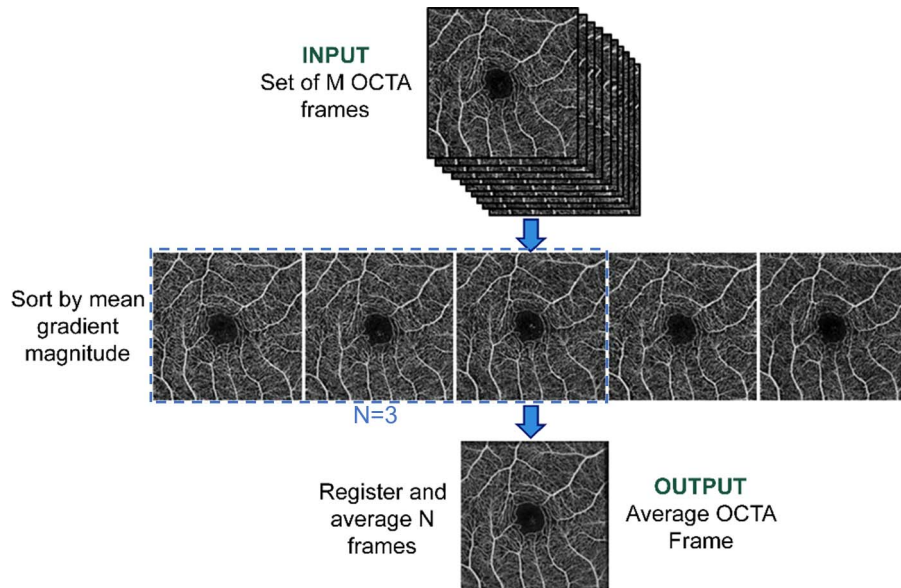 INPUT
Set of M OCTA
frames
Sort by mean
gradient
magnitude
N=3
Register and
average N
frames
OUTPUT
Average OCTA
Frame